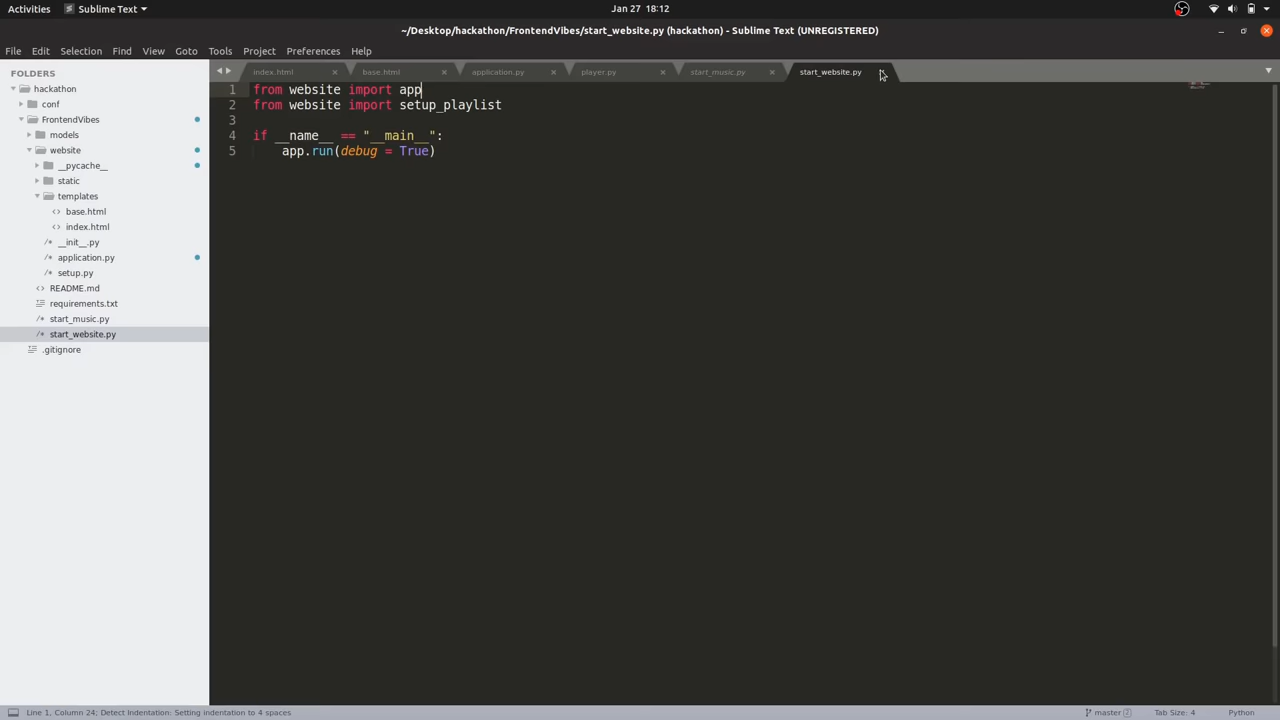 Activities
Sublime Text
Jan 27 18:12
~/Desktop/hackathon/FrontendVibes/start_website.py (hackathon) - Sublime Text (UNREGISTERED)
File Edit Selection Find View Goto Tools Project Preferences Help
FOLDERS
hackathon
conf
FrontendVibes
models
website
__pycache__
static
templates
base.html
index.html
__init__.py
application.py
setup.py
README.md
requirements.txt
start_music.py
start_website.py
.gitignore
index.html
base.html
application.py
player.py
start_music.py
start_website.py
1 from website import app
2 from website import setup_playlist
3
4 if __name__ == "__main__":
5 app.run(debug = True)
Line 1, Column 24; Detect Indentation: Setting indentation to 4 spaces
master 2
Tab Size: 4
Python